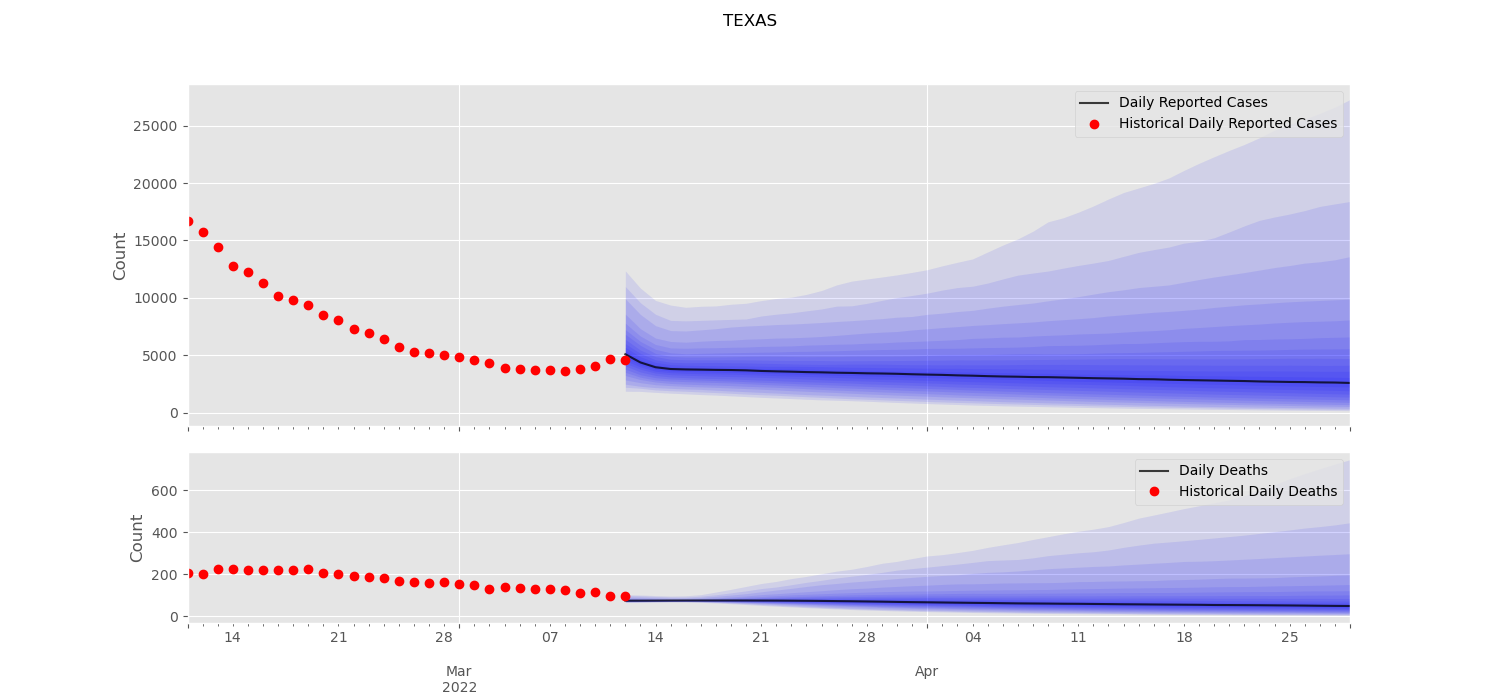 TEXAS
Daily Reported Cases
Historical Daily Reported Cases
25000
20000
15000
10000
5000
0
Count
Daily Deaths
Historical Daily Deaths
600
400
200
0
Count
14 21 28 07 14 21 28 04 11 18 25
Mar Apr
2022